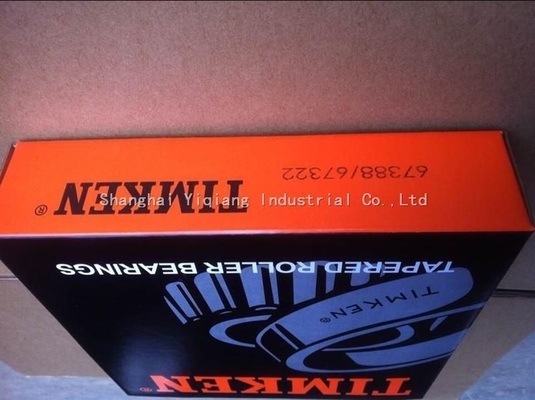 67388/67322
TIMKEN®
Shanghai Yiqiang Industrial Co.,Ltd
TAPERED ROLLER BEARINGS
TIMKEN®
TIMKEN®